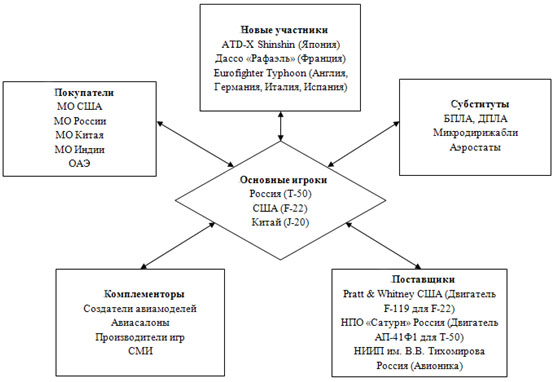 Новые участники
ATD-X Shinshin (Япония)
Дассо «Рафаэль» (Франция)
Eurofighter Typhoon (Англия,
Германия, Италия, Испания)
Покупатели
МО США
МО России
МО Китая
МО Индии
ОАЭ
Субституты
БПЛА, ДПЛА
Микродирижабли
Аэростаты
Основные игроки
Россия (Т-50)
США (F-22)
Китай (J-20)
Комплементоры
Создатели авиамоделей
Авиасалоны
Производители игр
СМИ
Поставщики
Pratt & Whitney США (Двигатель
F-119 для F-22)
НПО «Сатурн» Россия (Двигатель
АП-41Ф1 для Т-50)
НИИП им. В.В. Тихомирова
Россия (Авионика)